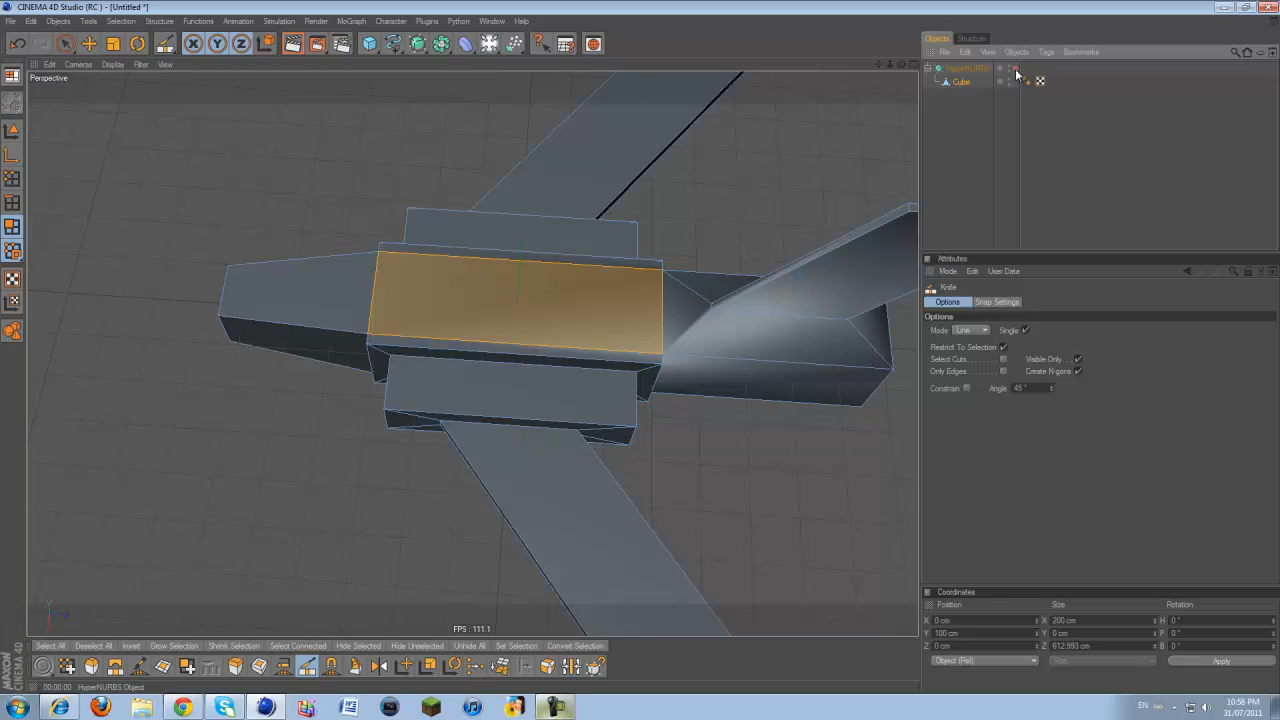 CINEMA 4D Studio (RC) - [Untitled *]
File Edit Objects Tools Selection Structure Functions Animation Simulation Render MoGraph Character Plugins Python Window Help
Edit Cameras Display Filter View
Perspective
FPS : 111.1
Objects Structure
File Edit View Objects Tags Bookmarks
HyperNURBS
Cube
Attributes
Mode Edit User Data
Knife
Options Snap Settings
Options
Mode Line Single
Restrict To Selection
Select Cuts Visible Only
Only Edges Create N-gons
Constrain Angle 45 °
Coordinates
Position Size Rotation
X 0 cm X 200 cm H 0 °
Y 100 cm Y 0 cm P 0 °
Z 0 cm Z 612.993 cm B 0 °
Object (Rel) Size Apply
Select All Deselect All Invert Grow Selection Shrink Selection Select Connected Hide Selected Hide Unselected Unhide All Set Selection Convert Selection
MAXON CINEMA 4D
00:00:00 HyperNURBS Object
EN 10:58 PM
31/07/2011